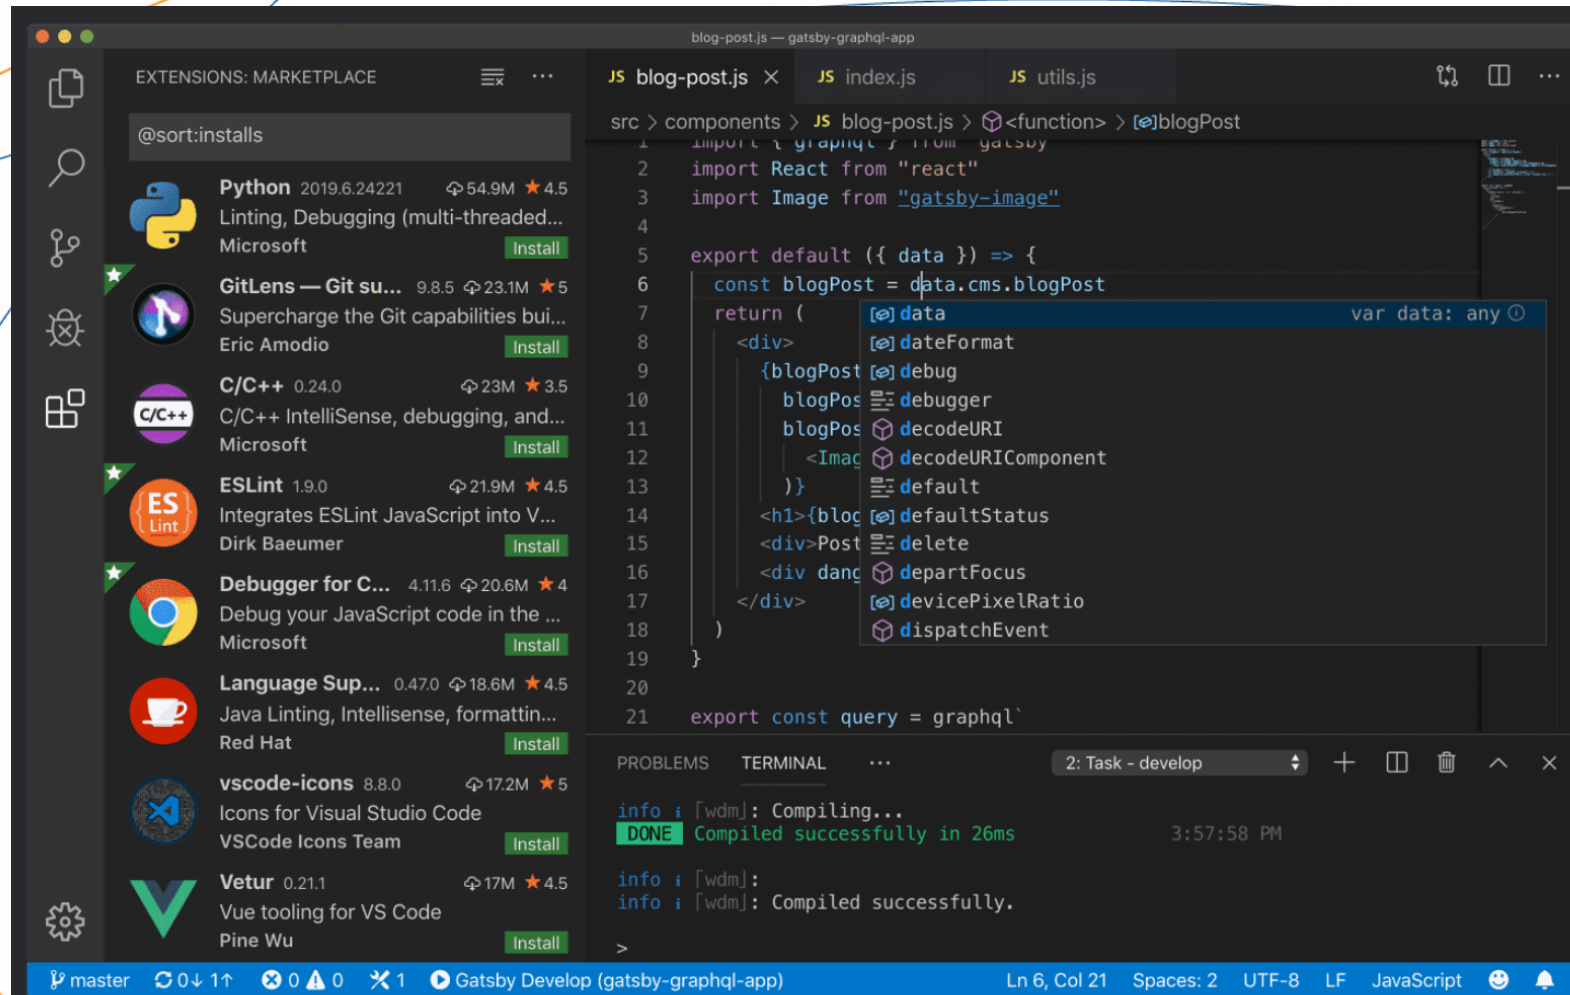 blog-post.js — gatsby-graphql-app
EXTENSIONS: MARKETPLACE
@sort:installs
Python 2019.6.24221 54.9M 4.5
Linting, Debugging (multi-threaded...
Microsoft Install
GitLens — Git su... 9.8.5 23.1M 5
Supercharge the Git capabilities bui...
Eric Amodio Install
C/C++
C/C++ 0.24.0 23M 3.5
C/C++ IntelliSense, debugging, and...
Microsoft Install
ES
Lint
ESLint 1.9.0 21.9M 4.5
Integrates ESLint JavaScript into V...
Dirk Baeumer Install
Debugger for C... 4.11.6 20.6M 4
Debug your JavaScript code in the ...
Microsoft Install
Language Sup... 0.47.0 18.6M 4.5
Java Linting, Intellisense, formattin...
Red Hat Install
vscode-icons 8.8.0 17.2M 5
Icons for Visual Studio Code
VSCode Icons Team Install
Vetur 0.21.1 17M 4.5
Vue tooling for VS Code
Pine Wu Install
JS blog-post.js JS index.js JS utils.js
src > components > JS blog-post.js > <function> > blogPost
1 import { graphql } from "gatsby"
2 import React from "react"
3 import Image from "gatsby-image"
4
5 export default ({ data }) => {
6 const blogPost = data.cms.blogPost
7 return (
8 <div>
9 {blogPost
10 blogPos
11 blogPos
12 <Imag
13 )}
14 <h1>{blog
15 <div>Post
16 <div dang
17 </div>
18 )
19 }
20
21 export const query = graphql`
data var data: any
dateFormat
debug
debugger
decodeURI
decodeURIComponent
default
defaultStatus
delete
departFocus
devicePixelRatio
dispatchEvent
PROBLEMS TERMINAL ... 2: Task - develop
info i ｢wdm｣: Compiling...
DONE Compiled successfully in 26ms 3:57:58 PM
info i ｢wdm｣:
info i ｢wdm｣: Compiled successfully.
>
master 0↓ 1↑ 0 0 1 Gatsby Develop (gatsby-graphql-app) Ln 6, Col 21 Spaces: 2 UTF-8 LF JavaScript